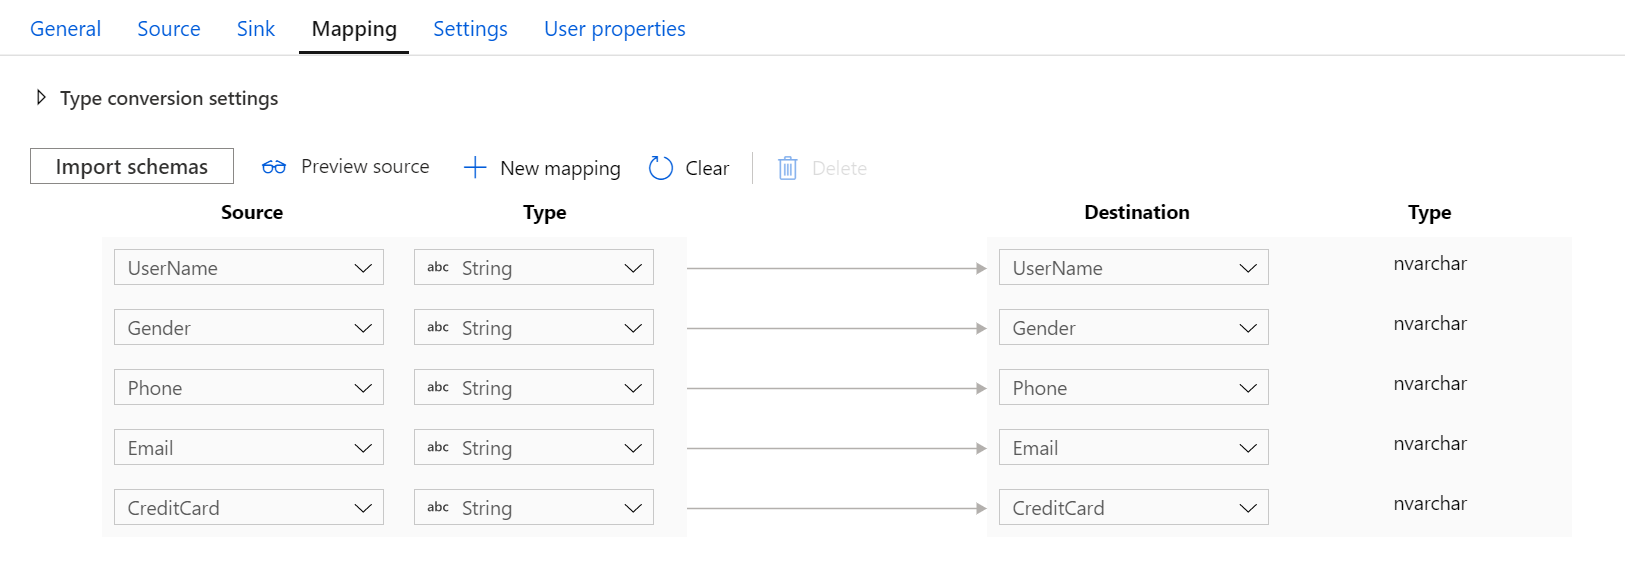 General Source Sink Mapping Settings User properties
Type conversion settings
Import schemas Preview source New mapping Clear Delete
Source Type Destination Type
UserName abc String UserName nvarchar
Gender abc String Gender nvarchar
Phone abc String Phone nvarchar
Email abc String Email nvarchar
CreditCard abc String CreditCard nvarchar